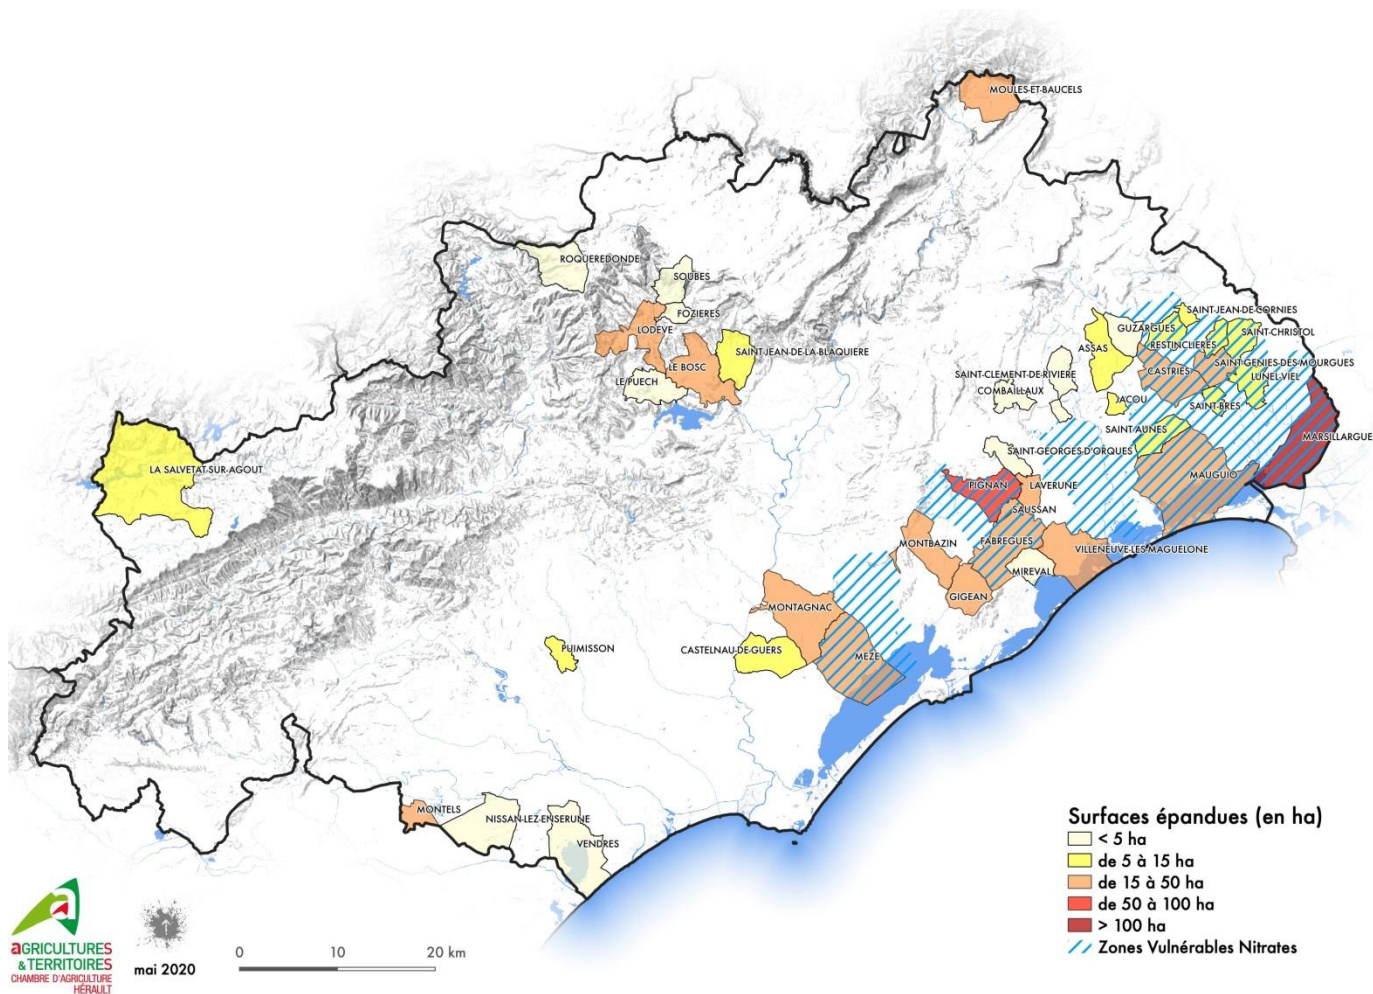 MOULES-ET-BAUCELS
ROQUEREDONDE
SOUBES
FOZIERES
LODEVE
SAINT-JEAN-DE-LA-BLAQUIERE
LE BOSC
LE PUECH
LA SALVETAT-SUR-AGOUT
SAINT-JEAN-DE-CORNIES
GUZARGUES
SAINT-CHRISTOL
RESTINCLIERES
ASSAS
SAINT-GENIES-DES-MOURGUES
CASTRIES
LUNEL-VIEL
SAINT-CLEMENT-DE-RIVIERE
COMBAILLAUX
JACOU
SAINT-BRES
SAINT-AUNES
MARSILLARGUE
SAINT-GEORGES-D'ORQUES
MAUGUIO
PIGNAN
LAVERUNE
SAUSSAN
MONTBAZIN
FABREGUES
VILLENEUVE-LES-MAGUELONE
MIREVAL
GIGEAN
MONTAGNAC
PUIMISSON
CASTELNAU-DE-GUERS
MEZE
MONTELS
NISSAN-LEZ-ENSERUNE
VENDRES
Surfaces épandues (en ha)
< 5 ha
de 5 à 15 ha
de 15 à 50 ha
de 50 à 100 ha
> 100 ha
Zones Vulnérables Nitrates
a
aGRICULTURES
& TERRITOIRES
CHAMBRE D'AGRICULTURE
HÉRAULT
mai 2020
0 10 20 km